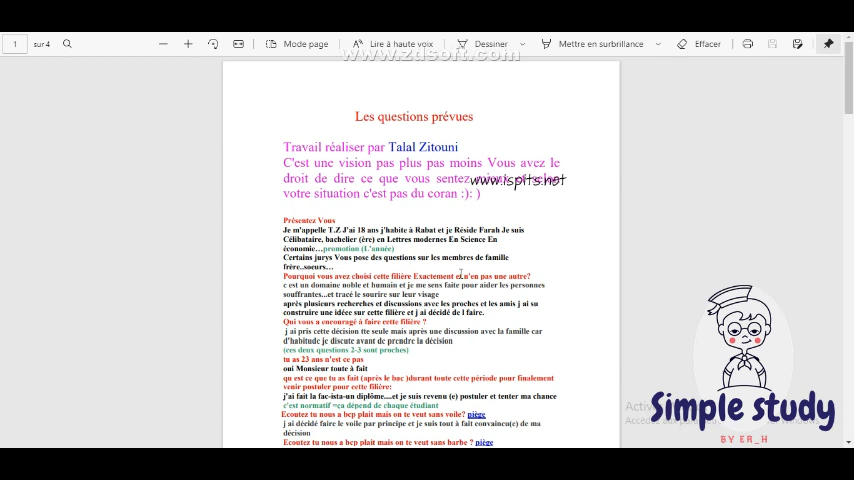 1 sur 4 Mode page Lire à haute voix Dessiner Mettre en surbrillance Effacer
www.zdsoft.com
Les questions prévues
Travail réaliser par Talal Zitouni
C'est une vision pas plus pas moins Vous avez le
droit de dire ce que vous sentez
www.ispits.net
votre situation c'est pas du coran :): )
Présentez Vous
Je m'appelle T.Z J'ai 18 ans j'habite à Rabat et je Réside Farah Je suis
Célibataire, bachelier (ère) en Lettres modernes En Science En
économie…promotion (L'année)
Certains jurys Vous pose des questions sur les membres de famille
frère..soeurs…
Pourquoi vous avez choisi cette filière Exactement et n'en pas une autre?
c est un domaine noble et humain et je me sens faite pour aider les personnes
souffrantes...et tracé le sourire sur leur visage
après plusieurs recherches et discussions avec les proches et les amis j ai su
construire une idée sur cette filière et j ai décidé de l faire.
Qui vous a encouragé à faire cette filière ?
j ai pris cette décision tte seule mais après une discussion avec la famille car
d'habitude je discute avant de prendre la décision
(ces deux questions 2-3 sont proches)
tu as 23 ans n'est ce pas
oui Monsieur toute à fait
qu est ce que tu as fait (après le bac )durant toute cette période pour finalement
venir postuler pour cette filière:
j'ai fait la fac-ista-un diplôme....et je suis revenu (e) postuler et tenter ma chance
c'est normatif =ça dépend de chaque étudiant
Ecoutez tu nous a bcp plait mais on te veut sans voile? piège
j ai décidé faire le voile par principe et je suis tout à fait convaincu(e) de ma
décision
Ecoutez tu nous a bcp plait mais on te veut sans barbe ? piège
Simple study
BY ER_H